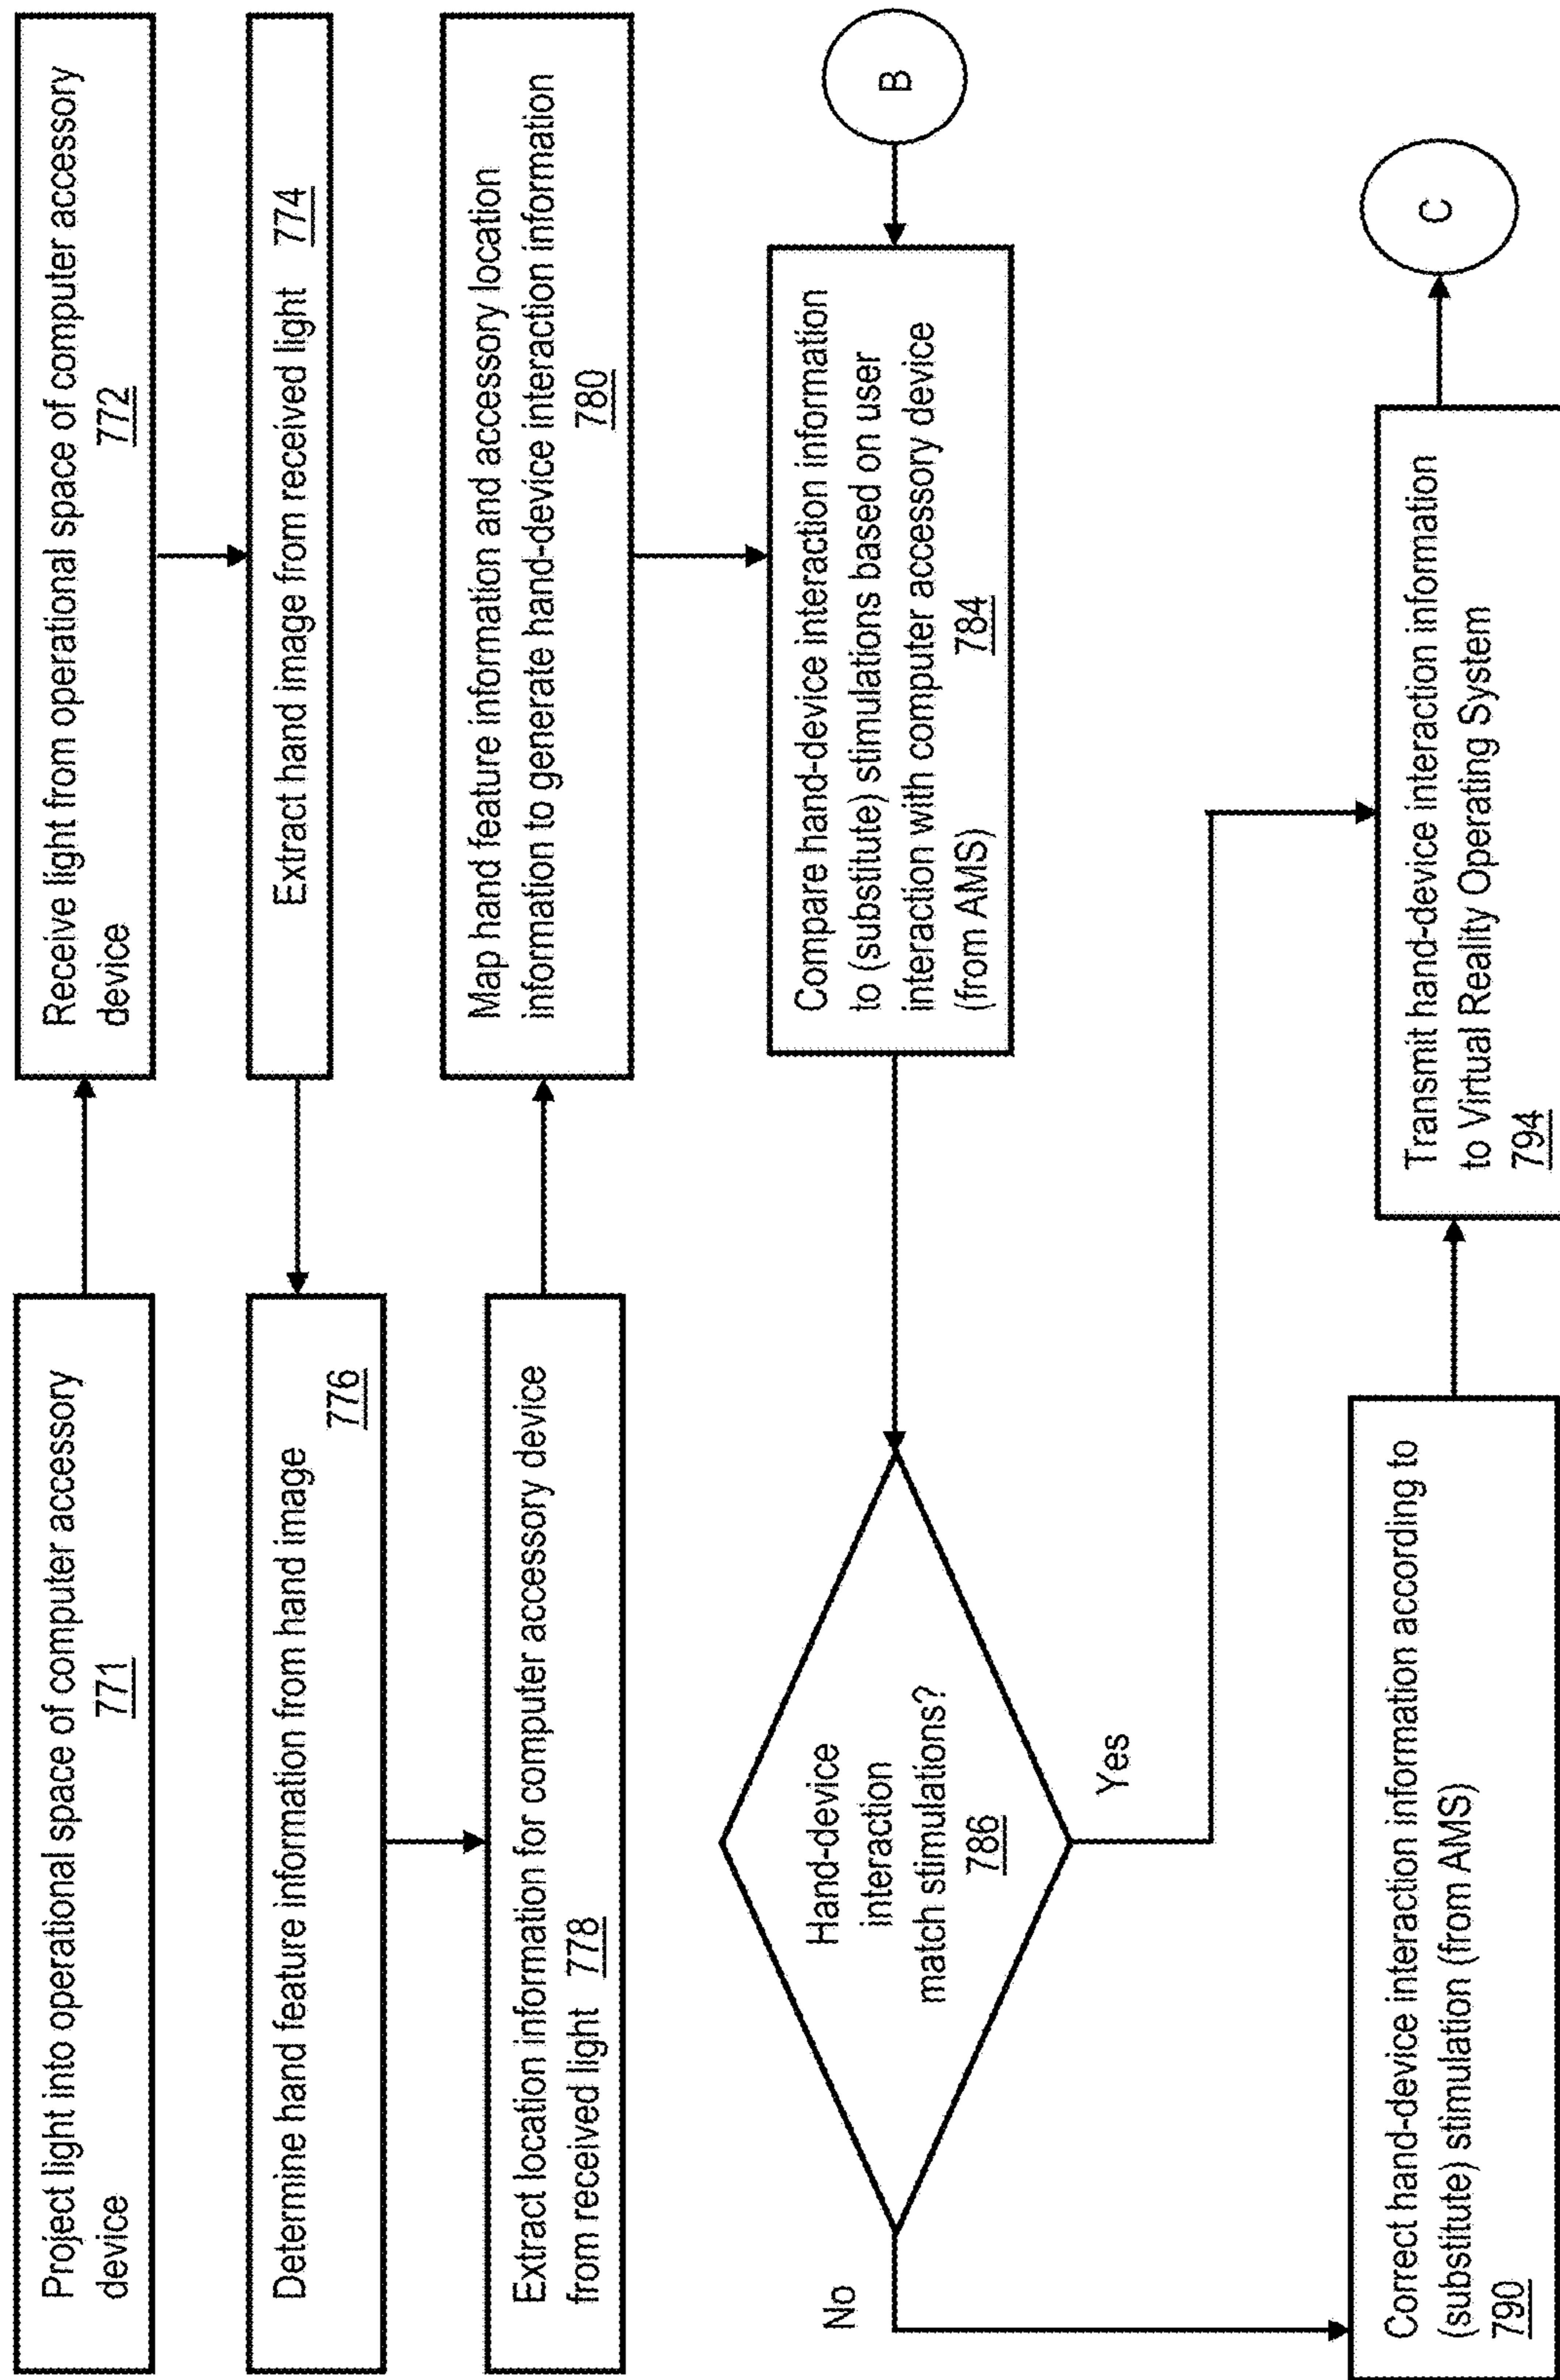 Project light into operational space of computer accessory
device
771
Receive light from operational space of computer accessory
device
772
Extract hand image from received light 774
Determine hand feature information from hand image
776
Extract location information for computer accessory device
from received light 778
Map hand feature information and accessory location
information to generate hand-device interaction information
780
B
Compare hand-device interaction information
to (substitute) stimulations based on user
interaction with computer accessory device
(from AMS)
784
Hand-device
interaction
match stimulations?
786
No
Yes
Correct hand-device interaction information according to
(substitute) stimulation (from AMS)
790
Transmit hand-device interaction information
to Virtual Reality Operating System
794
C